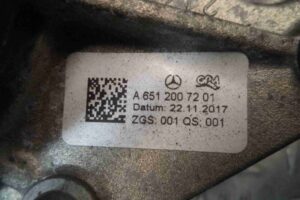 A 651 200 72 01
Datum: 22.11.2017
ZGS: 001 QS: 001